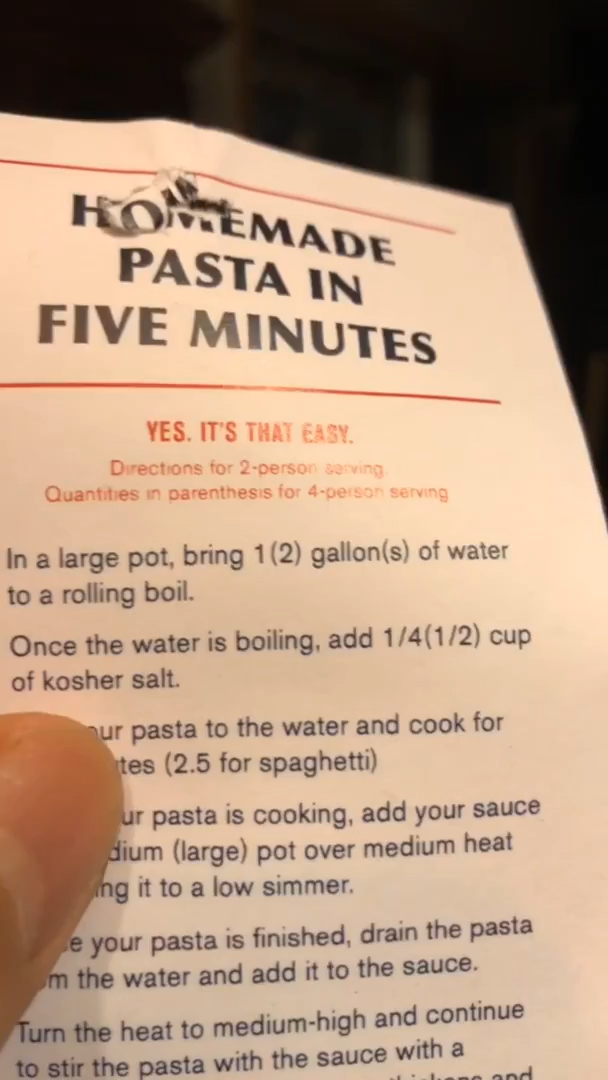 HOMEMADE
PASTA IN
FIVE MINUTES
YES. IT'S THAT EASY.
Directions for 2-person serving.
Quantities in parenthesis for 4-person serving
In a large pot, bring 1(2) gallon(s) of water
to a rolling boil.
Once the water is boiling, add 1/4(1/2) cup
of kosher salt.
pasta to the water and cook for
(2.5 for spaghetti)
pasta is cooking, add your sauce
(large) pot over medium heat
it to a low simmer.
your pasta is finished, drain the pasta
the water and add it to the sauce.
Turn the heat to medium-high and continue
to stir the pasta with the sauce with a
and